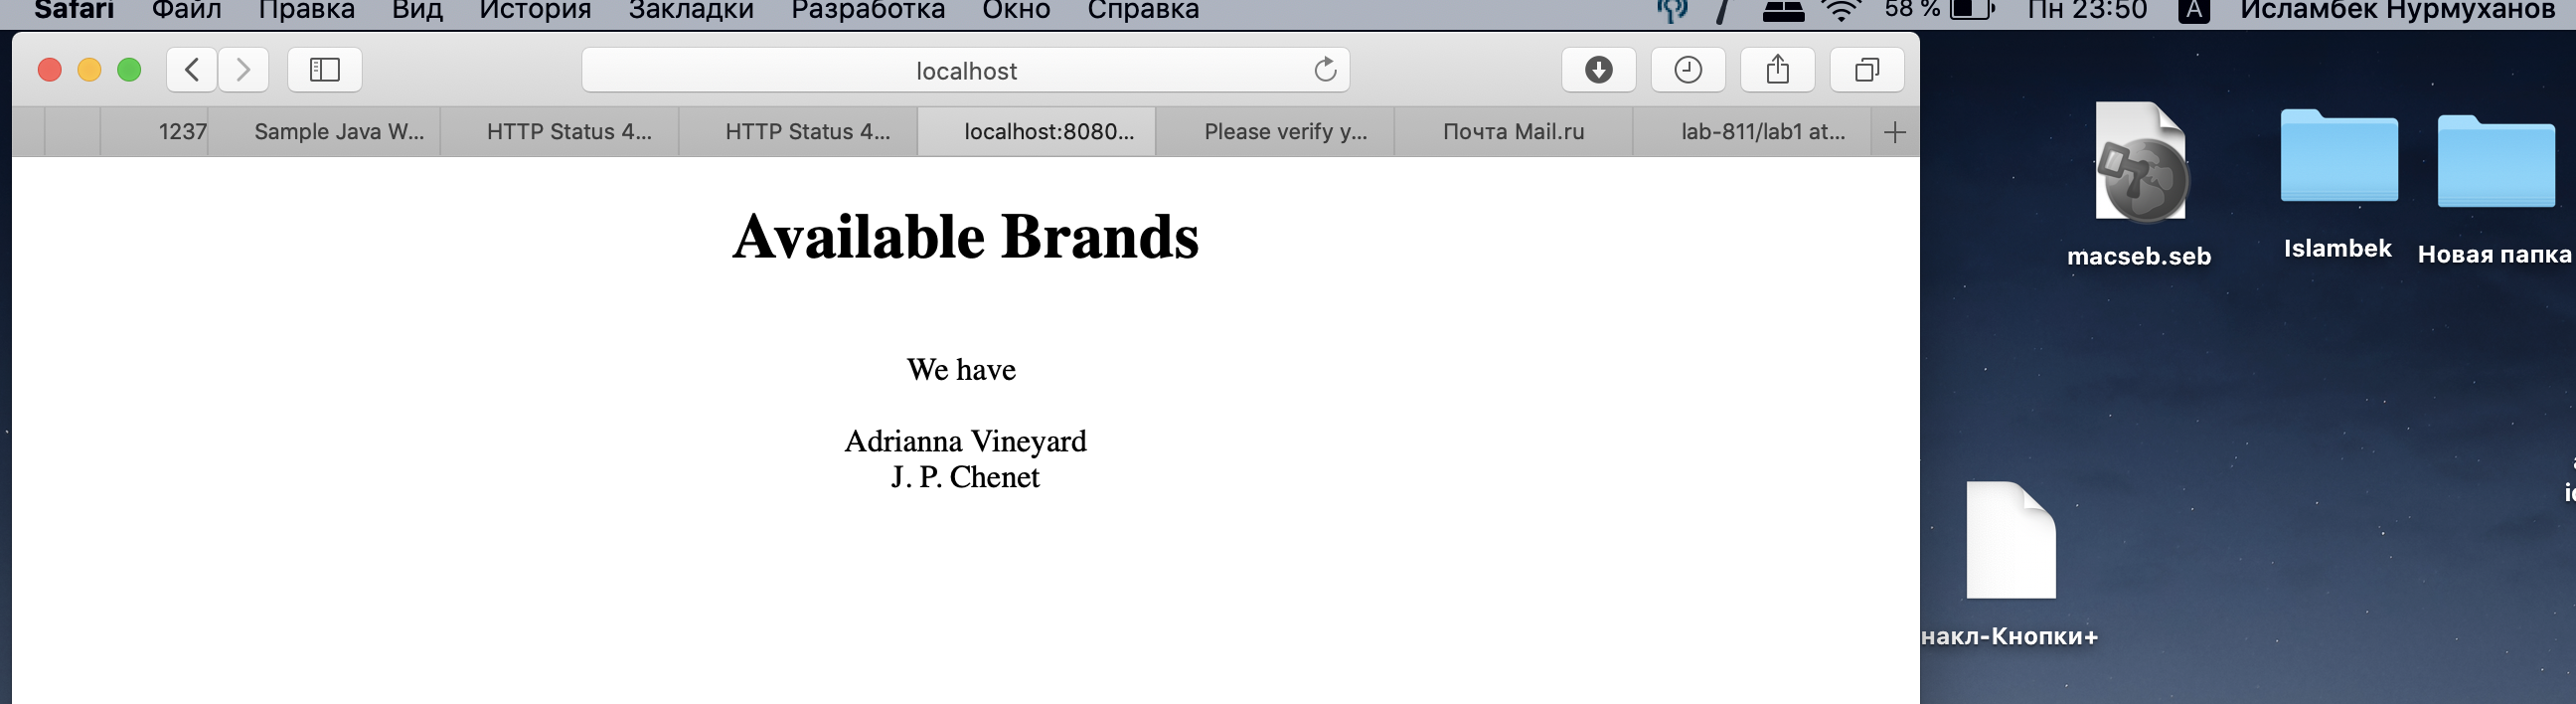 Safari Файл Правка Вид История Закладки Разработка Окно Справка 58 % Пн 23:50 A Исламбек Нурмуханов
localhost
1237 Sample Java W... HTTP Status 4... HTTP Status 4... localhost:8080... Please verify y... Почта Mail.ru lab-811/lab1 at...
Available Brands
We have
Adrianna Vineyard
J. P. Chenet
macseb.seb
Islambek
Новая папка
накл-Кнопки+